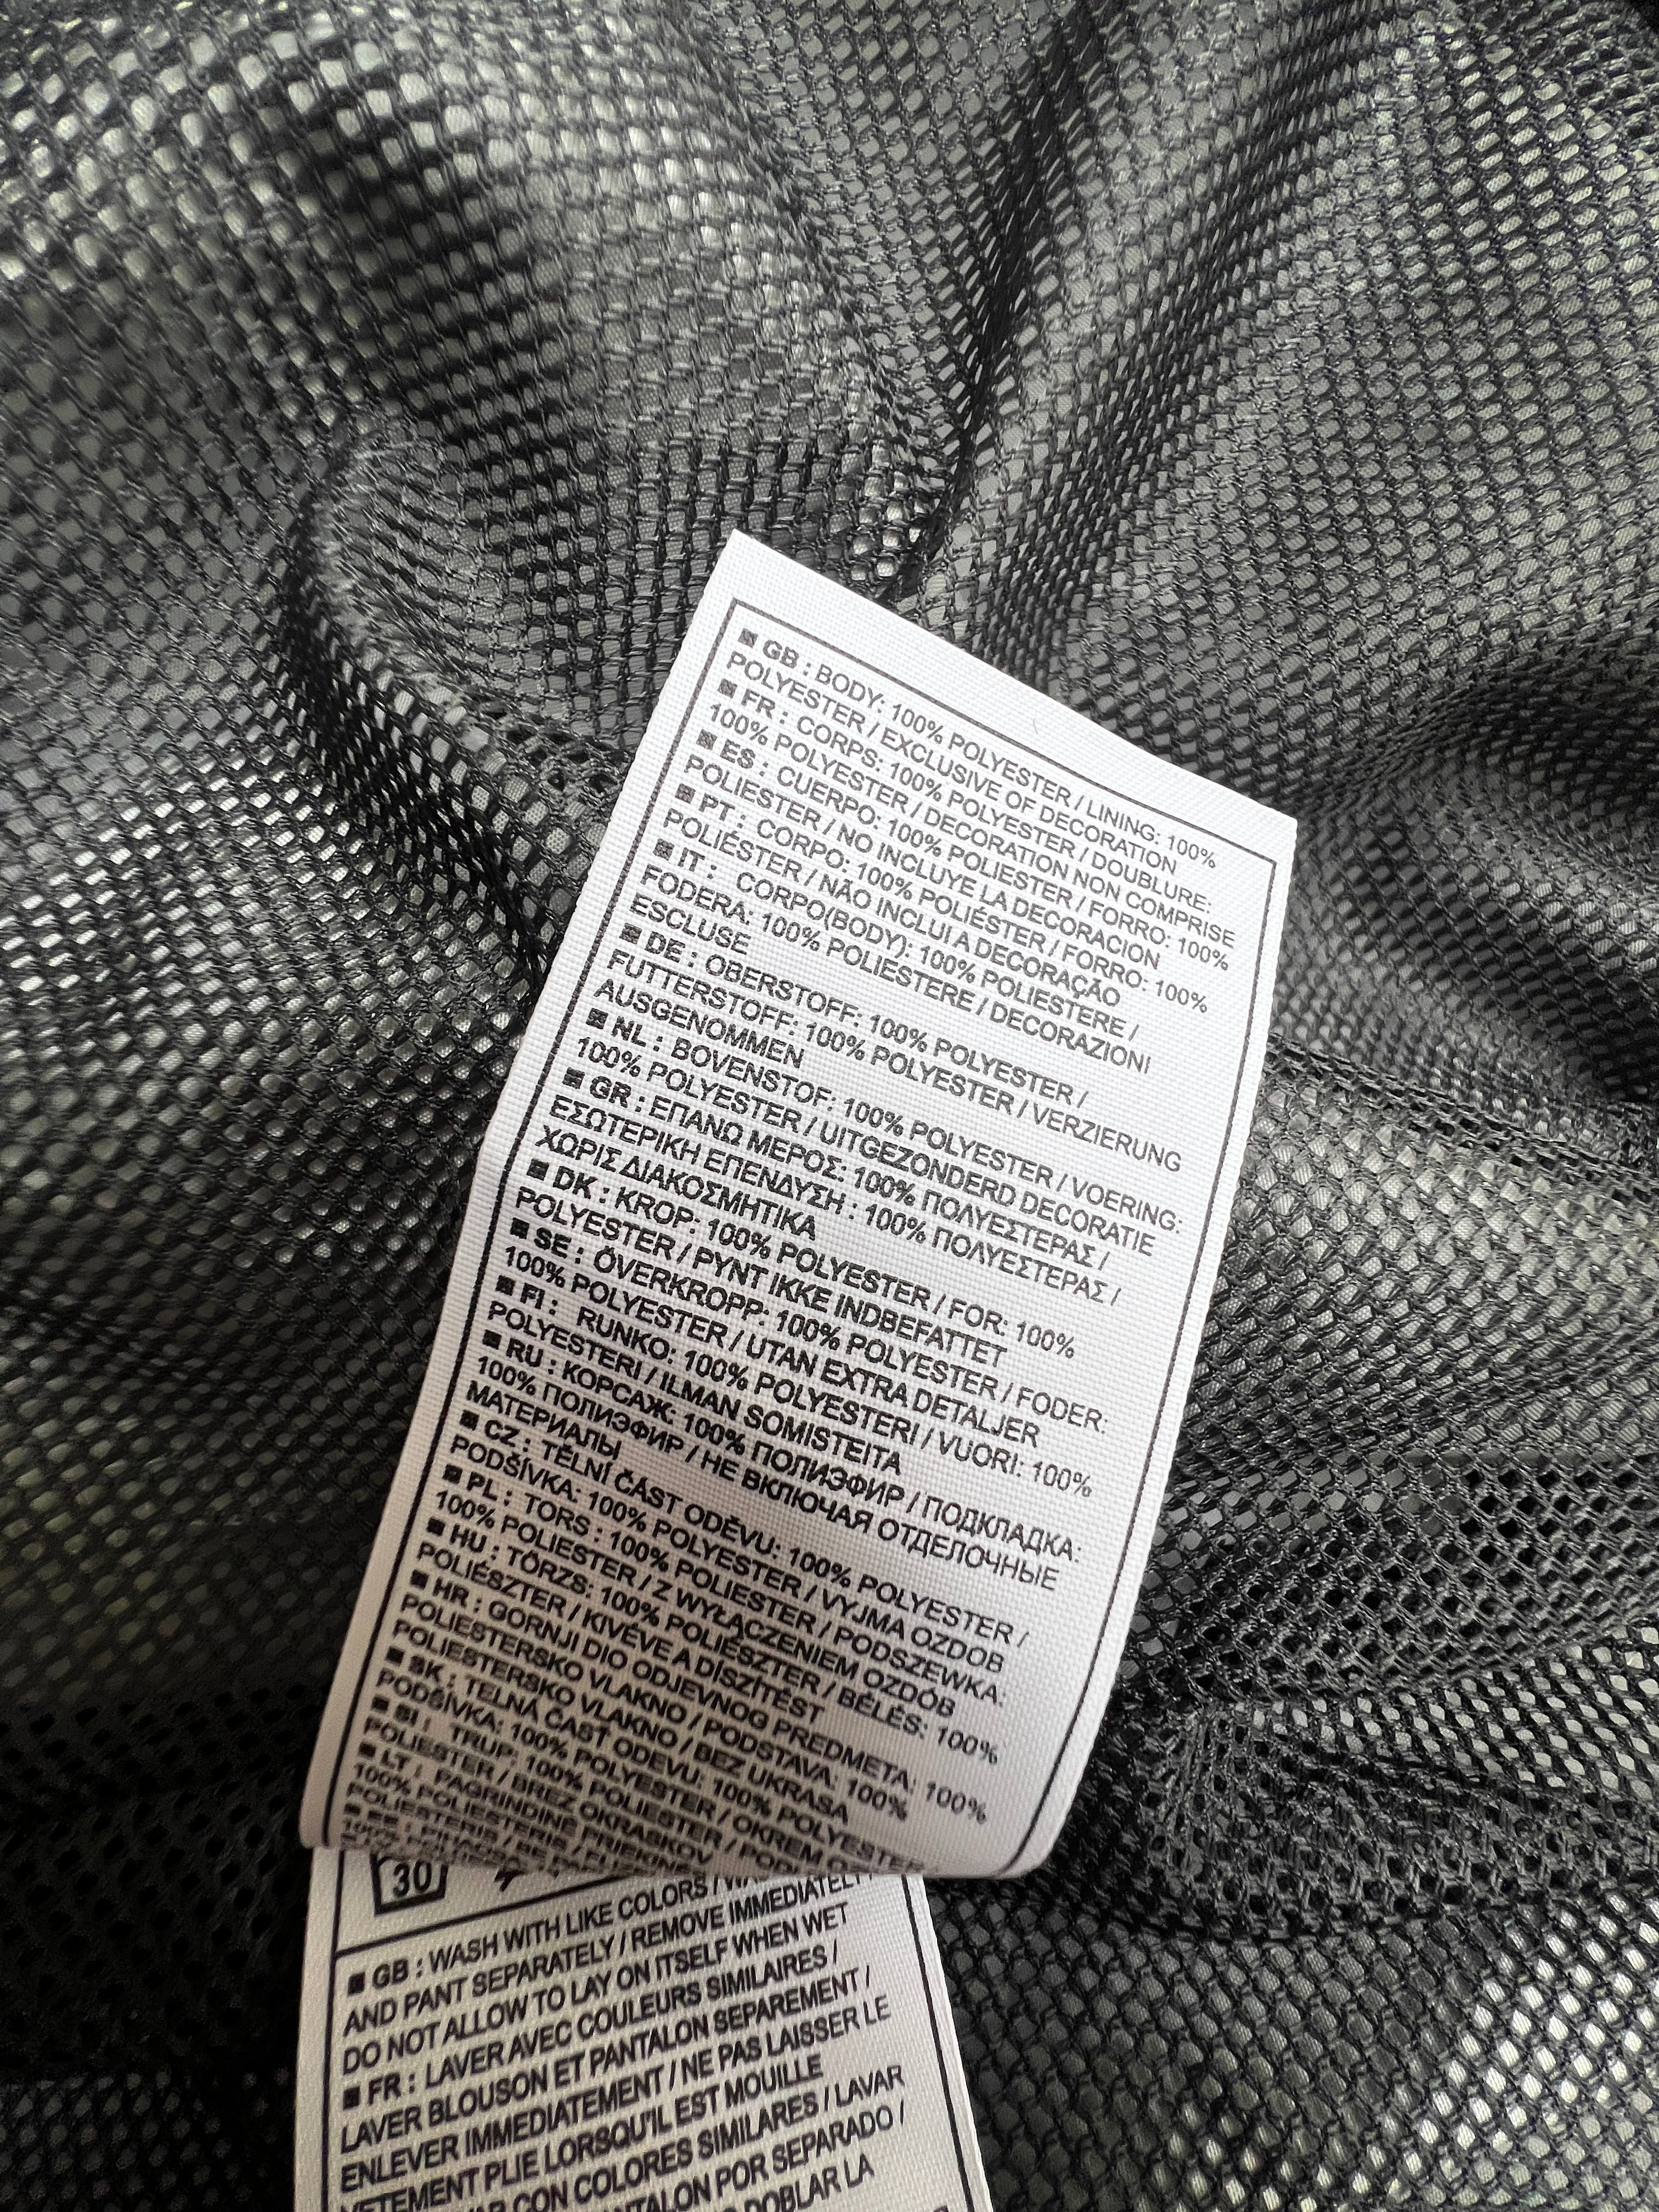 ■ GB : BODY: 100% POLYESTER / LINING: 100%
POLYESTER / EXCLUSIVE OF DECORATION
■ FR : CORPS: 100% POLYESTER / DOUBLURE:
100% POLYESTER / DECORATION NON COMPRISE
■ ES : CUERPO: 100% POLIESTER / FORRO: 100%
POLIESTER / NO INCLUYE LA DECORACION
■ PT : CORPO: 100% POLIÉSTER / FORRO: 100%
POLIÉSTER / NÃO INCLUI A DECORAÇÃO
■ IT : CORPO(BODY): 100% POLIESTERE /
FODERA: 100% POLIESTERE / DECORAZIONI
ESCLUSE
■ DE : OBERSTOFF: 100% POLYESTER /
FUTTERSTOFF: 100% POLYESTER / VERZIERUNG
AUSGENOMMEN
■ NL : BOVENSTOF: 100% POLYESTER / VOERING:
100% POLYESTER / UITGEZONDERD DECORATIE
■ GR : ΕΠΑΝΩ ΜΕΡΟΣ: 100% ΠΟΛΥΕΣΤΕΡΑΣ /
ΕΣΩΤΕΡΙΚΗ ΕΠΕΝΔΥΣΗ : 100% ΠΟΛΥΕΣΤΕΡΑΣ /
ΧΩΡΙΣ ΔΙΑΚΟΣΜΗΤΙΚΑ
■ DK : KROP: 100% POLYESTER / FOR: 100%
POLYESTER / PYNT IKKE INDBEFATTET
■ SE : ÖVERKROPP: 100% POLYESTER / FODER:
100% POLYESTER / UTAN EXTRA DETALJER
■ FI : RUNKO: 100% POLYESTERI / VUORI: 100%
POLYESTERI / ILMAN SOMISTEITA
■ RU : КОРСАЖ: 100% ПОЛИЭФИР / ПОДКЛАДКА:
100% ПОЛИЭФИР / НЕ ВКЛЮЧАЯ ОТДЕЛОЧНЫЕ
МАТЕРИАЛЫ
■ CZ : TĚLNÍ ČÁST ODĚVU: 100% POLYESTER /
PODŠÍVKA: 100% POLYESTER / VYJMA OZDOB
■ PL : TORS : 100% POLIESTER / PODSZEWKA:
100% POLIESTER / Z WYŁĄCZENIEM OZDÓB
■ HU : TÖRZS: 100% POLIÉSZTER / BÉLÉS: 100%
POLIÉSZTER / KIVÉVE A DÍSZÍTÉST
■ HR : GORNJI DIO ODJEVNOG PREDMETA: 100%
POLIESTERSKO VLAKNO / PODSTAVA: 100%
POLIESTERSKO VLAKNO / BEZ UKRASA
■ SK : TELNÁ ČASŤ ODEVU: 100% POLYESTER
PODŠÍVKA: 100% POLYESTER / OKREM
■ SI : TRUP: 100% POLIESTER /
POLIESTER / BREZ OKRASKOV
■ LT : PAGRINDINĖ
100% POLIESTERIS
POLIESTERIS /
30
■ GB : WASH WITH LIKE COLORS /
AND PANT SEPARATELY / REMOVE IMMEDIATELY
DO NOT ALLOW TO LAY ON ITSELF WHEN WET
■ FR : LAVER AVEC COULEURS SIMILAIRES /
LAVER BLOUSON ET PANTALON SEPAREMENT /
ENLEVER IMMEDIATEMENT / NE PAS LAISSER LE
VETEMENT PLIE LORSQU'IL EST MOUILLE
CON COLORES SIMILARES / LAVAR
POR SEPARADO /
DOBLAR LA